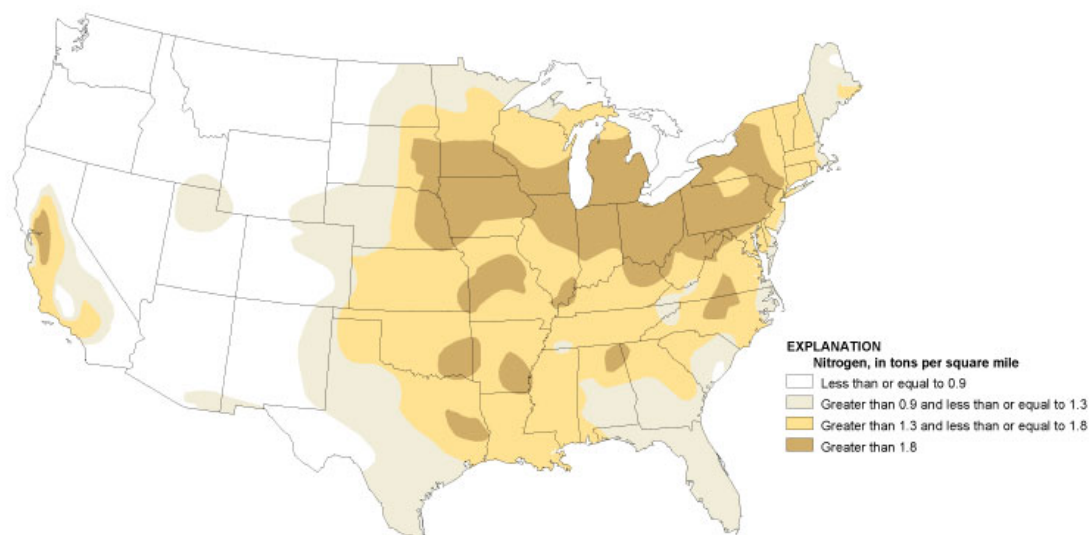 EXPLANATION
Nitrogen, in tons per square mile
Less than or equal to 0.9
Greater than 0.9 and less than or equal to 1.3
Greater than 1.3 and less than or equal to 1.8
Greater than 1.8